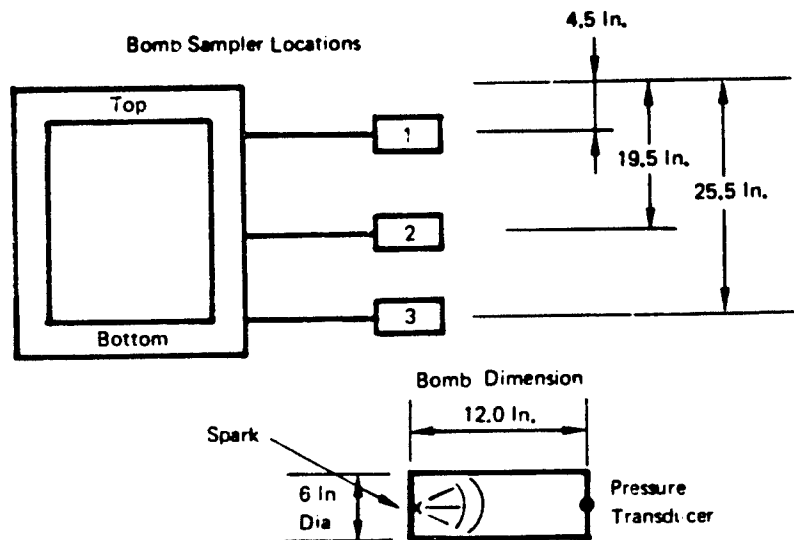 Bomb Sampler Locations
4.5 In.
Top
1
19.5 In.
25.5 In.
2
3
Bottom
Bomb Dimension
12.0 In.
Spark
6 In
Dia
Pressure
Transducer